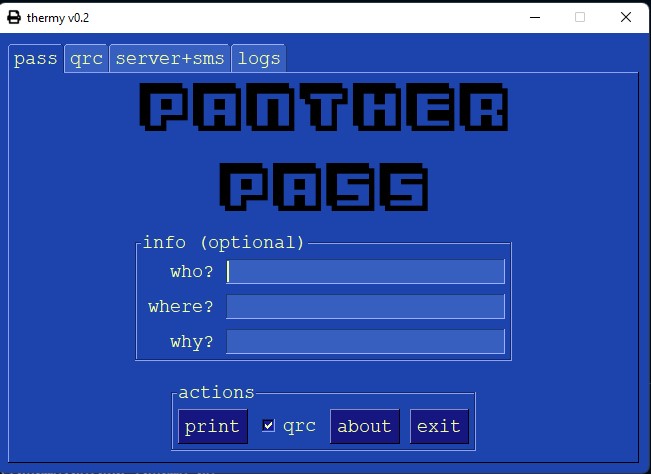 thermy v0.2
pass qrc server+sms logs
PANTHER
PASS
info (optional)
who?
where?
why?
actions
print qrc about exit